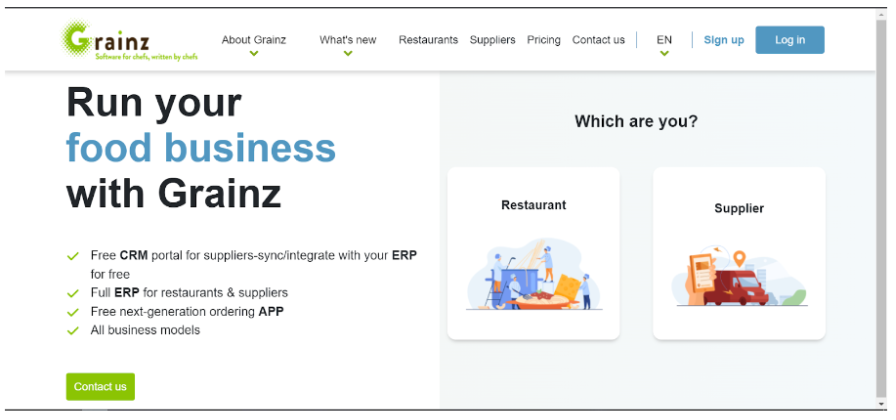 Grainz
Software for chefs, written by chefs
About Grainz
What's new
Restaurants
Suppliers
Pricing
Contact us
EN
Sign up
Log in
Run your
food business
with Grainz
Free CRM portal for suppliers-sync/integrate with your ERP
for free
Full ERP for restaurants & suppliers
Free next-generation ordering APP
All business models
Contact us
Which are you?
Restaurant
Supplier